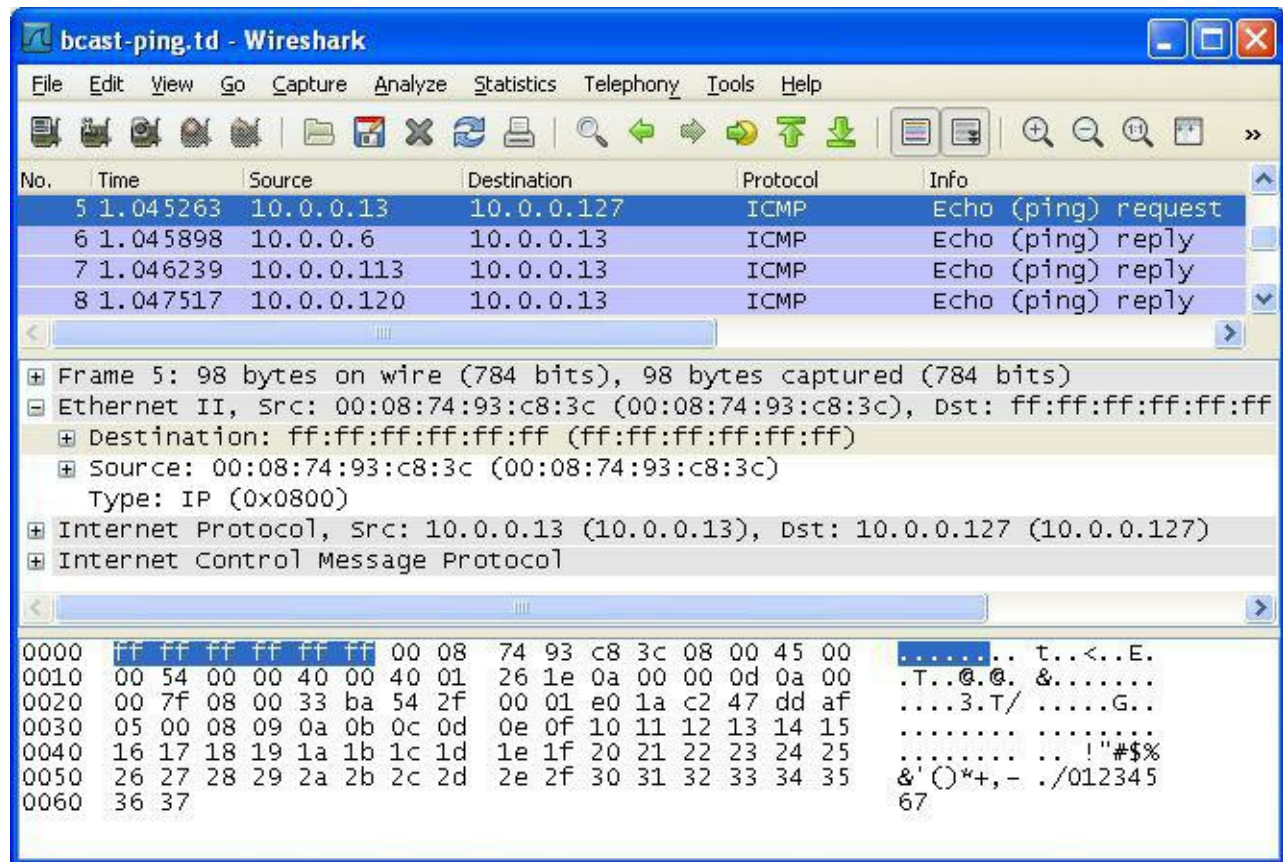 bcast-ping.td - Wireshark
File Edit View Go Capture Analyze Statistics Telephony Tools Help
No. Time Source Destination Protocol Info
5 1.045263 10.0.0.13 10.0.0.127 ICMP Echo (ping) request
6 1.045898 10.0.0.6 10.0.0.13 ICMP Echo (ping) reply
7 1.046239 10.0.0.113 10.0.0.13 ICMP Echo (ping) reply
8 1.047517 10.0.0.120 10.0.0.13 ICMP Echo (ping) reply
Frame 5: 98 bytes on wire (784 bits), 98 bytes captured (784 bits)
Ethernet II, Src: 00:08:74:93:c8:3c (00:08:74:93:c8:3c), Dst: ff:ff:ff:ff:ff:ff
Destination: ff:ff:ff:ff:ff:ff (ff:ff:ff:ff:ff:ff)
Source: 00:08:74:93:c8:3c (00:08:74:93:c8:3c)
Type: IP (0x0800)
Internet Protocol, Src: 10.0.0.13 (10.0.0.13), Dst: 10.0.0.127 (10.0.0.127)
Internet Control Message Protocol
0000 ff ff ff ff ff ff 00 08 74 93 c8 3c 08 00 45 00 ........ t..<..E.
0010 00 54 00 00 40 00 40 01 26 1e 0a 00 00 0d 0a 00 .T..@.@. &.......
0020 00 7f 08 00 33 ba 54 2f 00 01 e0 1a c2 47 dd af ....3.T/ .....G..
0030 05 00 08 09 0a 0b 0c 0d 0e 0f 10 11 12 13 14 15 ........ ........
0040 16 17 18 19 1a 1b 1c 1d 1e 1f 20 21 22 23 24 25 ........ .. !"#$%
0050 26 27 28 29 2a 2b 2c 2d 2e 2f 30 31 32 33 34 35 &'()*+,- ./012345
0060 36 37 67